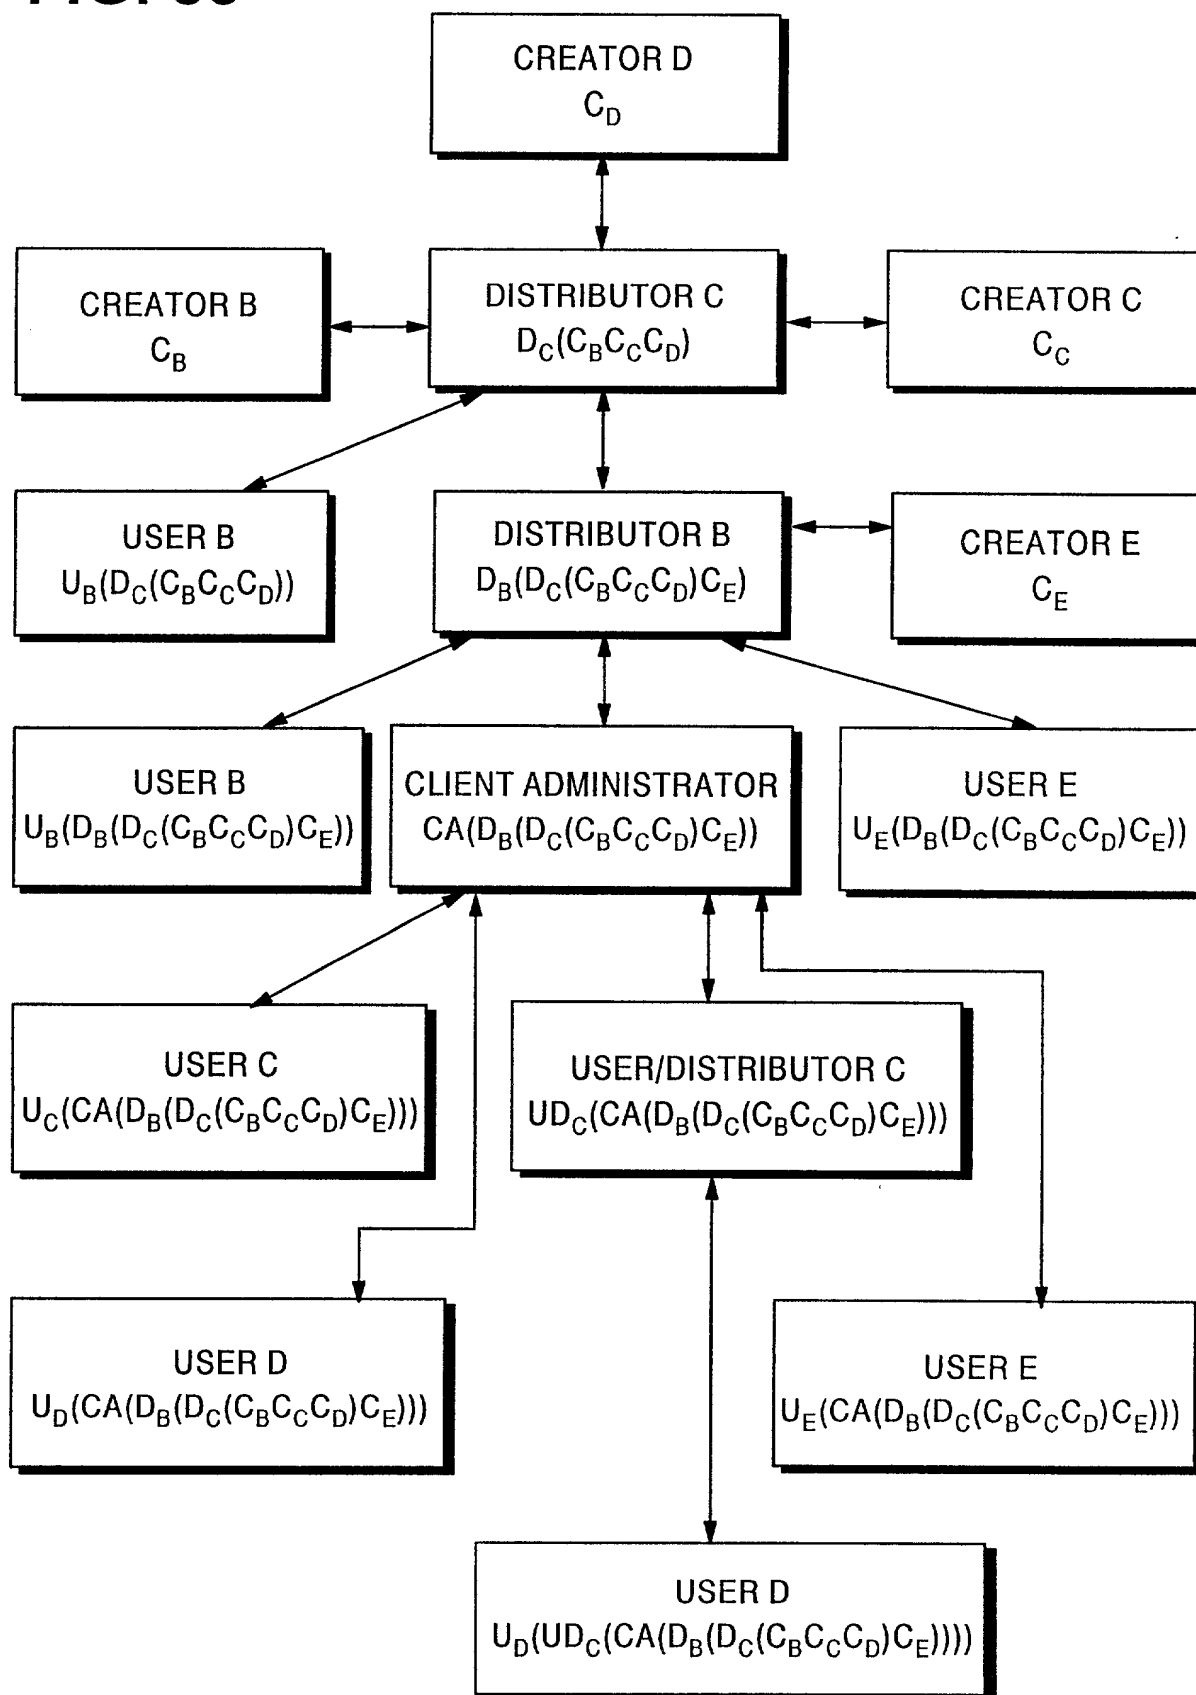 CREATOR D
C_D
CREATOR B
C_B
DISTRIBUTOR C
D_C(C_BC_CC_D)
CREATOR C
C_C
USER B
U_B(D_C(C_BC_CC_D))
DISTRIBUTOR B
D_B(D_C(C_BC_CC_D)C_E)
CREATOR E
C_E
USER B
U_B(D_B(D_C(C_BC_CC_D)C_E))
CLIENT ADMINISTRATOR
CA(D_B(D_C(C_BC_CC_D)C_E))
USER E
U_E(D_B(D_C(C_BC_CC_D)C_E))
USER C
U_C(CA(D_B(D_C(C_BC_CC_D)C_E)))
USER/DISTRIBUTOR C
UD_C(CA(D_B(D_C(C_BC_CC_D)C_E)))
USER D
U_D(CA(D_B(D_C(C_BC_CC_D)C_E)))
USER E
U_E(CA(D_B(D_C(C_BC_CC_D)C_E)))
USER D
U_D(UD_C(CA(D_B(D_C(C_BC_CC_D)C_E))))